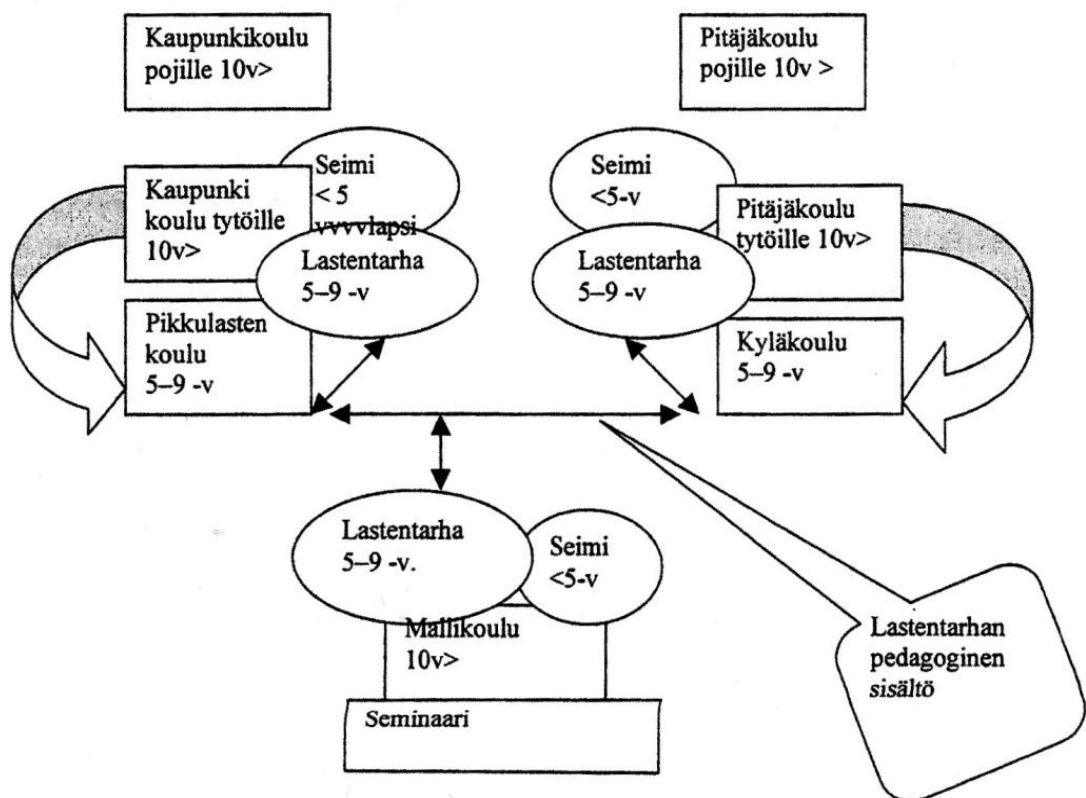 Kaupunkikoulu
pojille 10v>
Pitäjäkoulu
pojille 10v >
Seimi
< 5
vvvvlapsi
Seimi
<5-v
Kaupunki
koulu tytöille
10v>
Pitäjäkoulu
tytöille 10v>
Lastentarha
5–9 -v
Lastentarha
5–9 -v
Pikkulasten
koulu
5–9 -v
Kyläkoulu
5–9 -v
Lastentarha
5–9 -v.
Seimi
<5-v
Mallikoulu
10v>
Seminaari
Lastentarhan
pedagoginen
sisältö